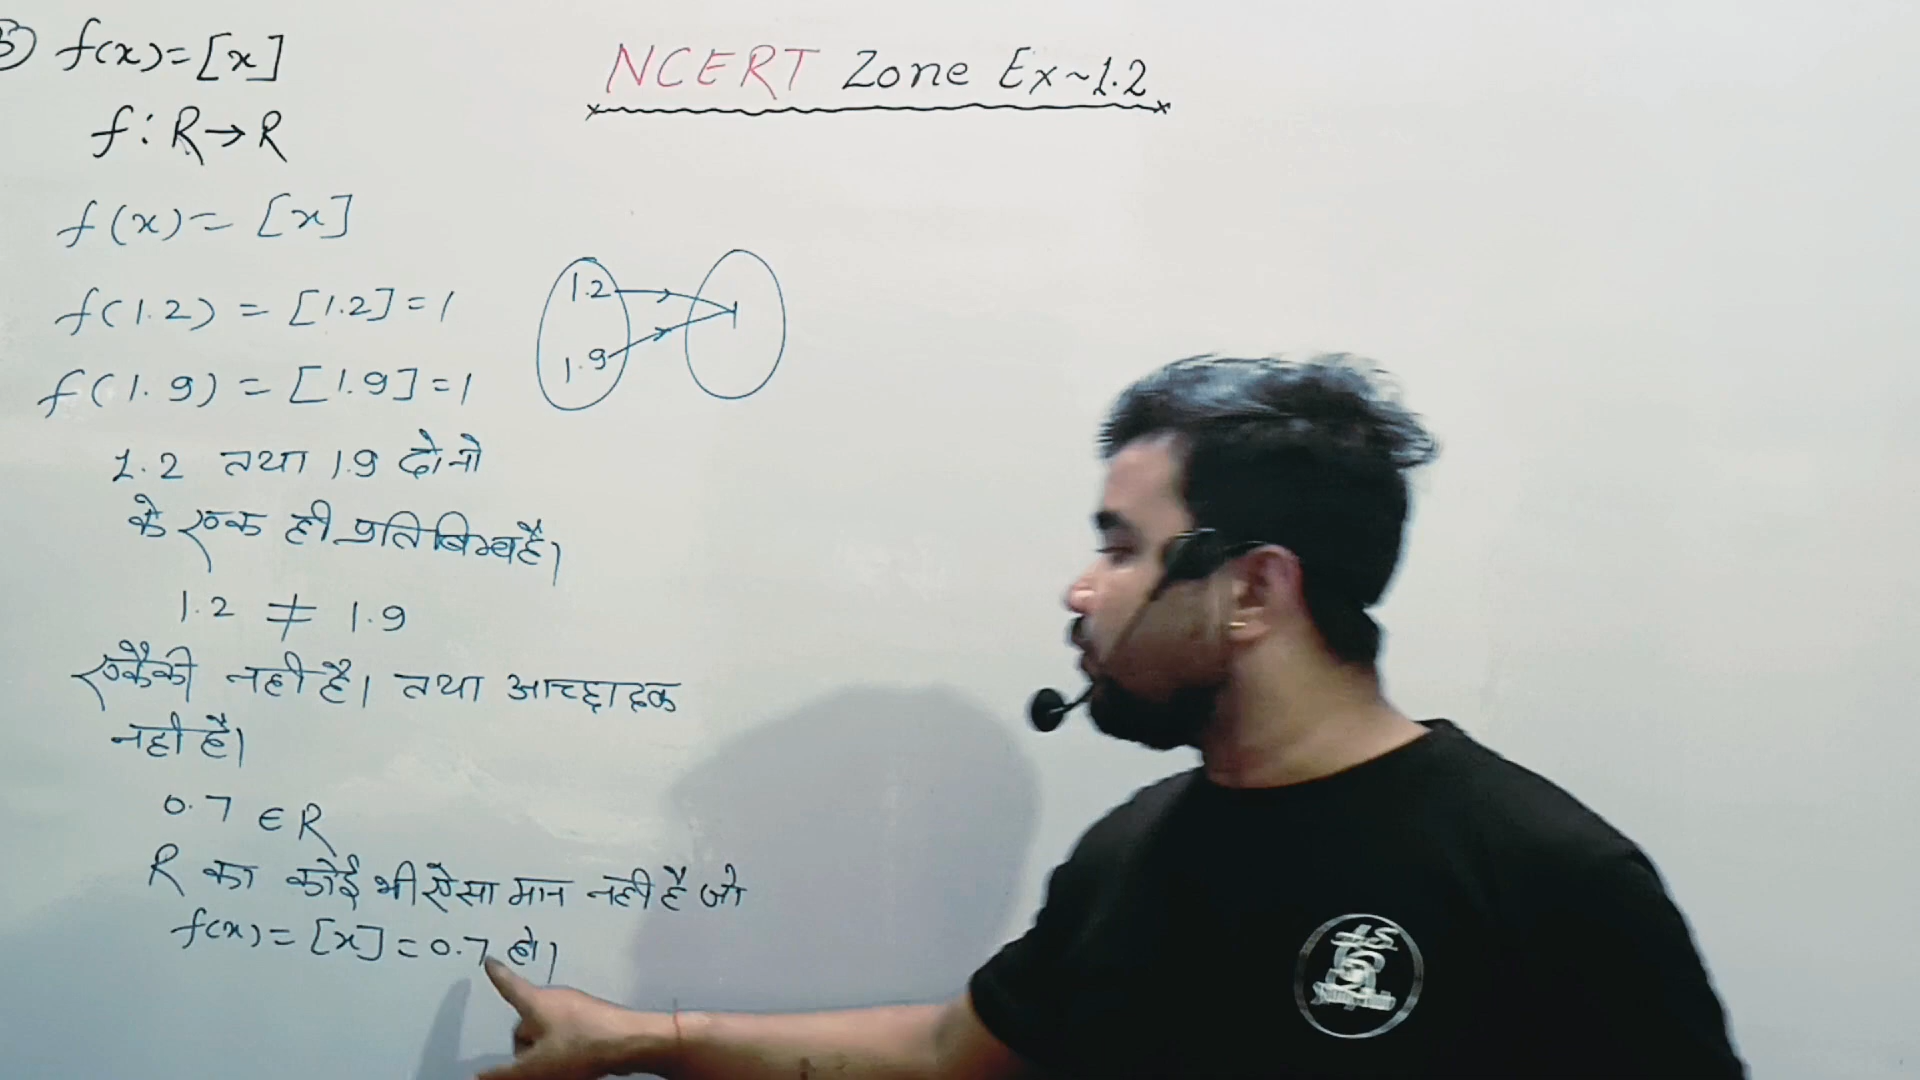 NCERT Zone Ex~1.2
5) f(x)=[x]
f:R→R
f(x)=[x]
f(1.2) = [1.2]=1
f(1.9) = [1.9]=1
1.2
1.9
1
1.2 तथा 1.9 दोनो
के एक ही प्रतिबिम्ब है।
1.2 ≠ 1.9
एकैकी नही है। तथा आच्छादक
नही है।
0.7 ∈ R
R का कोई भी ऐसा मान नही है जो
f(x)=[x]=0.7 हो।